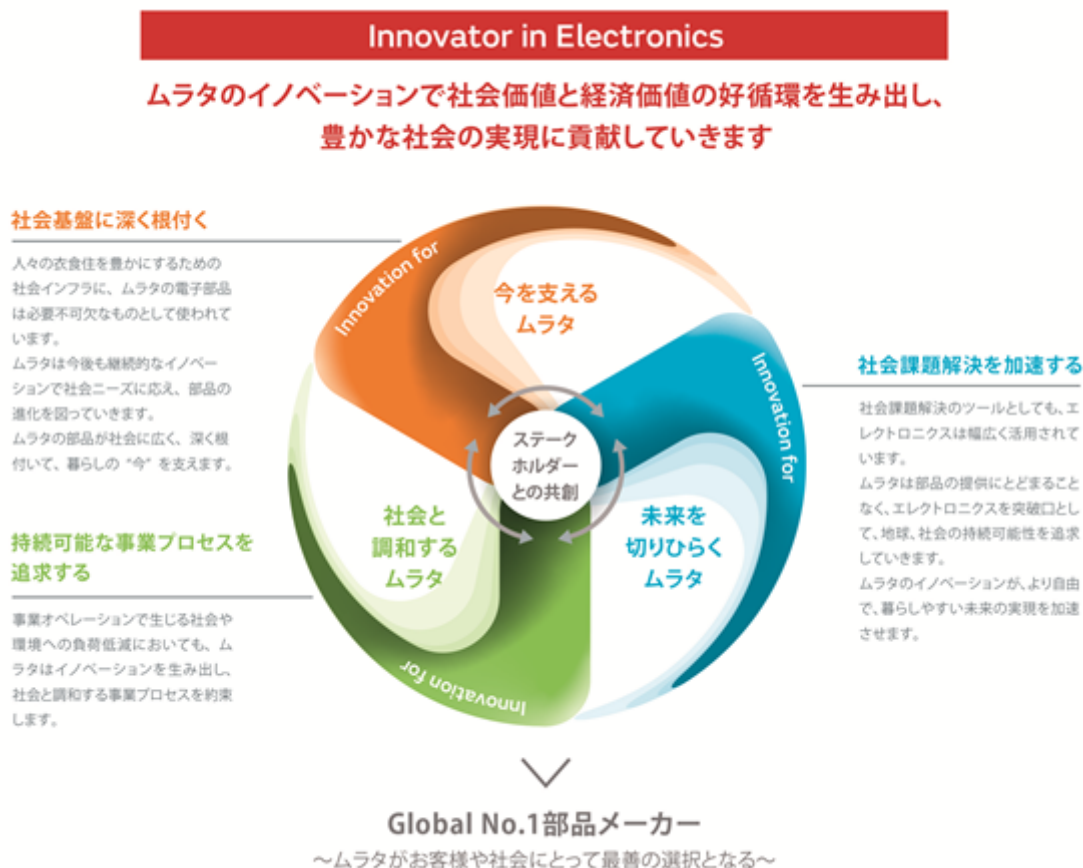 Innovator in Electronics
ムラタのイノベーションで社会価値と経済価値の好循環を生み出し、
豊かな社会の実現に貢献していきます
社会基盤に深く根付く
人々の衣食住を豊かにするための
社会インフラに、ムラタの電子部品
は必要不可欠なものとして使われて
います。
ムラタは今後も継続的なイノベー
ションで社会ニーズに応え、部品の
進化を図っていきます。
ムラタの部品が社会に広く、深く根
付いて、暮らしの “今” を支えます。
Innovation for
今を支える
ムラタ
社会課題解決を加速する
社会課題解決のツールとしても、エ
レクトロニクスは幅広く活用されて
います。
ムラタは部品の提供にとどまること
なく、エレクトロニクスを突破口とし
て、地球、社会の持続可能性を追求
していきます。
ムラタのイノベーションが、より自由
で、暮らしやすい未来の実現を加速
させます。
Innovation for
未来を
切りひらく
ムラタ
ステーク
ホルダー
との共創
持続可能な事業プロセスを
追求する
事業オペレーションで生じる社会や
環境への負荷低減においても、ム
ラタはイノベーションを生み出し、
社会と調和する事業プロセスを約束
します。
社会と
調和する
ムラタ
Innovation for
Global No.1部品メーカー
～ムラタがお客様や社会にとって最善の選択となる～